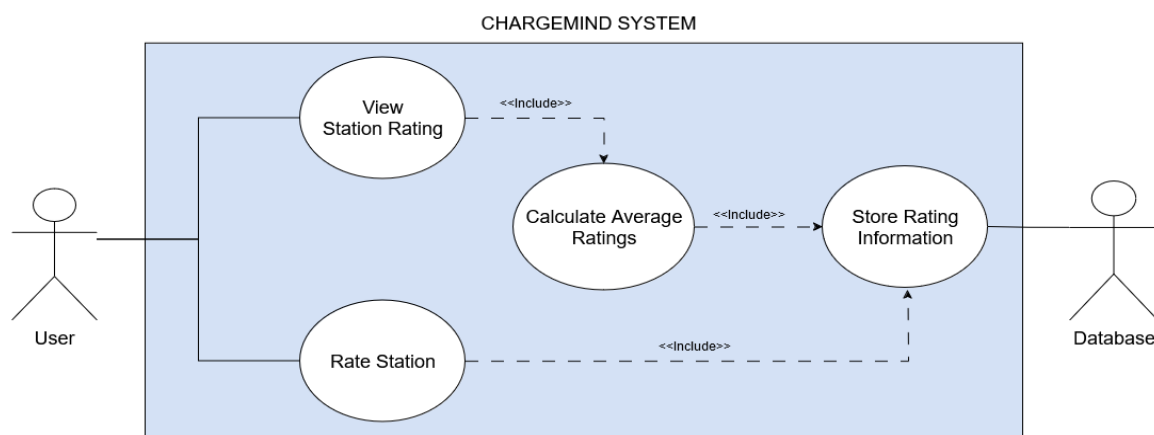 CHARGEMIND SYSTEM
View
Station Rating
<<Include>>
Calculate Average
Ratings
<<Include>>
Store Rating
Information
User
Rate Station
<<Include>>
Database